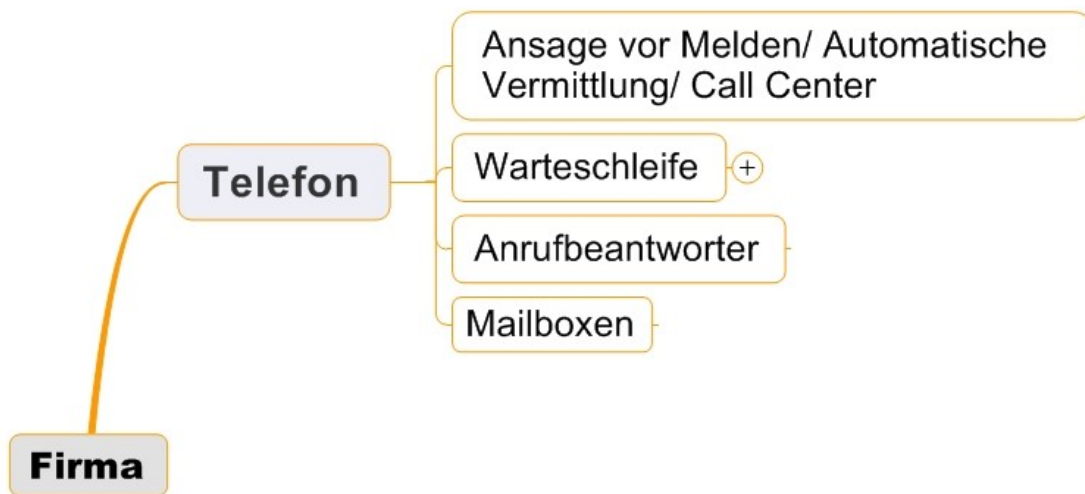 Ansage vor Melden/ Automatische
Vermittlung/ Call Center
Telefon
Warteschleife
+
Anrufbeantworter
Mailboxen
Firma